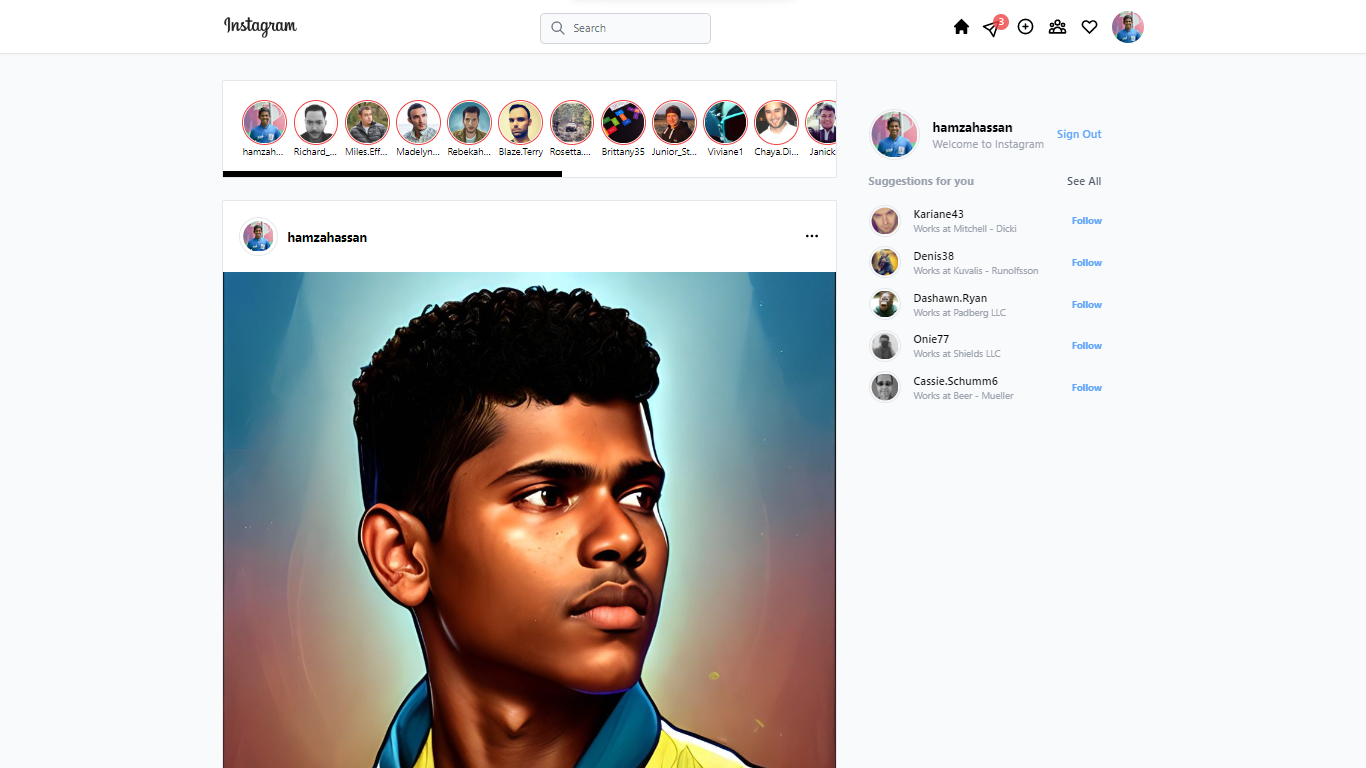 Instagram
Search
3
hamzah...
Richard_...
Miles.Eff...
Madelyn...
Rebekah...
Blaze.Terry
Rosetta....
Brittany35
Junior_St...
Viviane1
Chaya.Di...
Janick
hamzahassan
Welcome to Instagram
Sign Out
Suggestions for you
See All
Kariane43
Works at Mitchell - Dicki
Follow
Denis38
Works at Kuvalis - Runolfsson
Follow
Dashawn.Ryan
Works at Padberg LLC
Follow
Onie77
Works at Shields LLC
Follow
Cassie.Schumm6
Works at Beer - Mueller
Follow
hamzahassan